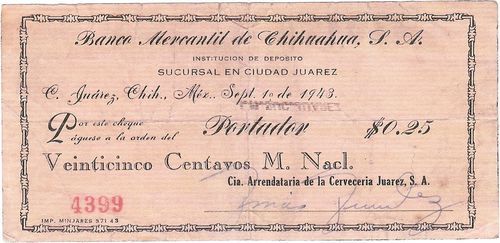 Banco Mercantil de Chihuahua, S. A.
INSTITUCION DE DEPOSITO
SUCURSAL EN CIUDAD JUAREZ
C. Juárez, Chih., Méx., Sept. 1o de 1943.
Por este cheque
páguese a la orden del Portador $0.25
Veinticinco Centavos M. Nacl.
Cia. Arrendataria de la Cerveceria Juarez, S. A.
4399
IMP. MINJARES 571 43